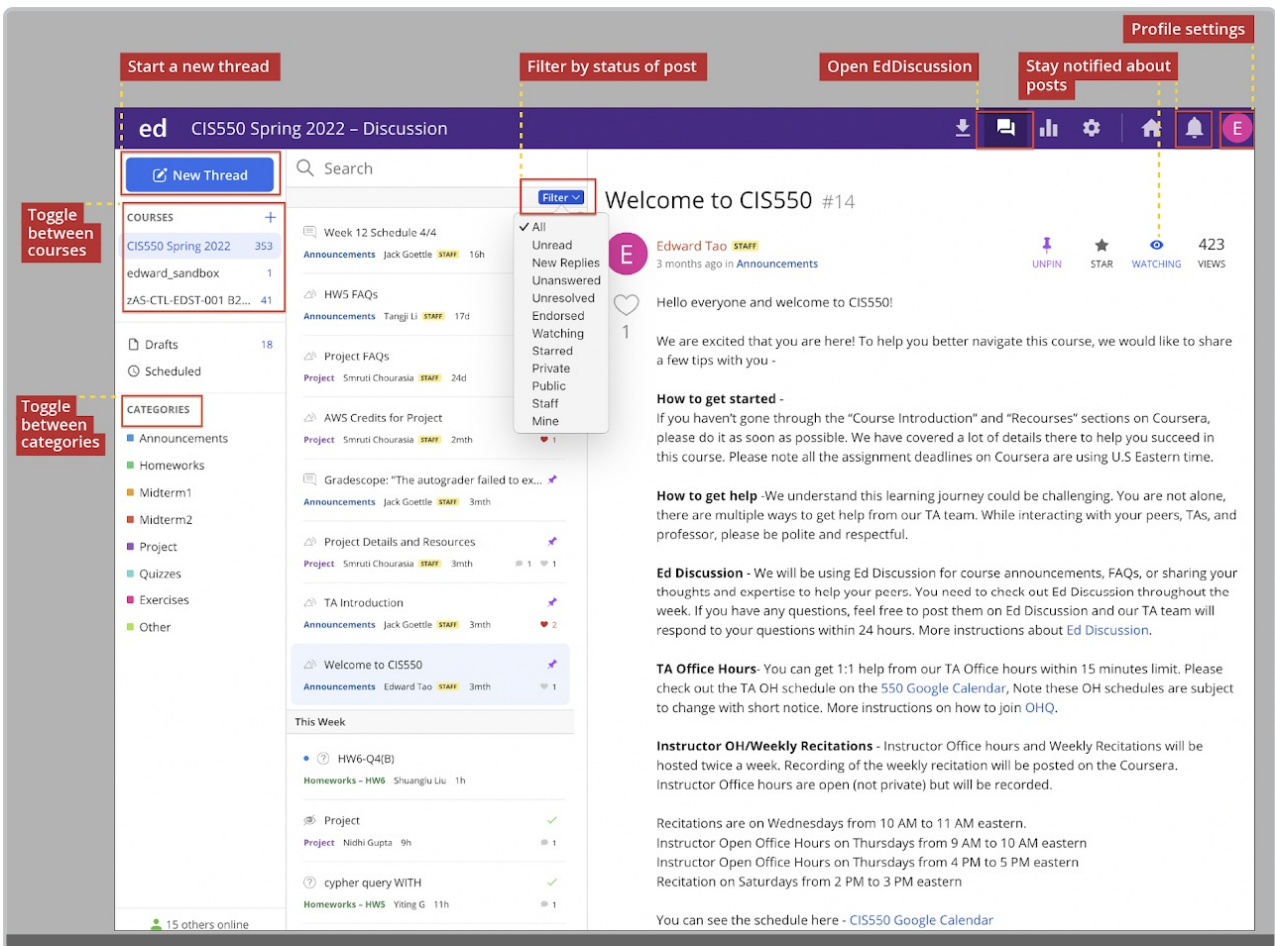 Profile settings
Start a new thread
Filter by status of post
Open EdDiscussion
Stay notified about
posts
ed
CIS550 Spring 2022 – Discussion
E
New Thread
Search
Toggle
between
courses
COURSES
CIS550 Spring 2022 353
edward_sandbox 1
zAS-CTL-EDST-001 B2... 41
Drafts 18
Scheduled
Toggle
between
categories
CATEGORIES
Announcements
Homeworks
Midterm1
Midterm2
Project
Quizzes
Exercises
Other
15 others online
Filter
All
Unread
New Replies
Unanswered
Unresolved
Endorsed
Watching
Starred
Private
Public
Staff
Mine
Week 12 Schedule 4/4
Announcements Jack Goettle STAFF 16h
HW5 FAQs
Announcements Tangji Li STAFF 17d
Project FAQs
Project Smruti Chourasia STAFF 24d
AWS Credits for Project
Project Smruti Chourasia STAFF 2mth 1
Gradescope: "The autograder failed to ex...
Announcements Jack Goettle STAFF 3mth
Project Details and Resources
Project Smruti Chourasia STAFF 3mth 1 1
TA Introduction
Announcements Jack Goettle STAFF 3mth 2
Welcome to CIS550
Announcements Edward Tao STAFF 3mth 1
This Week
HW6-Q4(B)
Homeworks – HW6 Shuanglu Liu 1h
Project
Project Nidhi Gupta 9h 1
cypher query WITH
Homeworks – HW5 Yiting G 11h 1
Welcome to CIS550 #14
E
Edward Tao STAFF
3 months ago in Announcements
UNPIN
STAR
WATCHING
423
VIEWS
1
Hello everyone and welcome to CIS550!
We are excited that you are here! To help you better navigate this course, we would like to share
a few tips with you -
How to get started -
If you haven't gone through the “Course Introduction” and “Recourses” sections on Coursera,
please do it as soon as possible. We have covered a lot of details there to help you succeed in
this course. Please note all the assignment deadlines on Coursera are using U.S Eastern time.
How to get help -We understand this learning journey could be challenging. You are not alone,
there are multiple ways to get help from our TA team. While interacting with your peers, TAs, and
professor, please be polite and respectful.
Ed Discussion - We will be using Ed Discussion for course announcements, FAQs, or sharing your
thoughts and expertise to help your peers. You need to check out Ed Discussion throughout the
week. If you have any questions, feel free to post them on Ed Discussion and our TA team will
respond to your questions within 24 hours. More instructions about Ed Discussion.
TA Office Hours- You can get 1:1 help from our TA Office hours within 15 minutes limit. Please
check out the TA OH schedule on the 550 Google Calendar, Note these OH schedules are subject
to change with short notice. More instructions on how to join OHQ.
Instructor OH/Weekly Recitations - Instructor Office hours and Weekly Recitations will be
hosted twice a week. Recording of the weekly recitation will be posted on the Coursera.
Instructor Office hours are open (not private) but will be recorded.
Recitations are on Wednesdays from 10 AM to 11 AM eastern.
Instructor Open Office Hours on Thursdays from 9 AM to 10 AM eastern
Instructor Open Office Hours on Thursdays from 4 PM to 5 PM eastern
Recitation on Saturdays from 2 PM to 3 PM eastern
You can see the schedule here - CIS550 Google Calendar